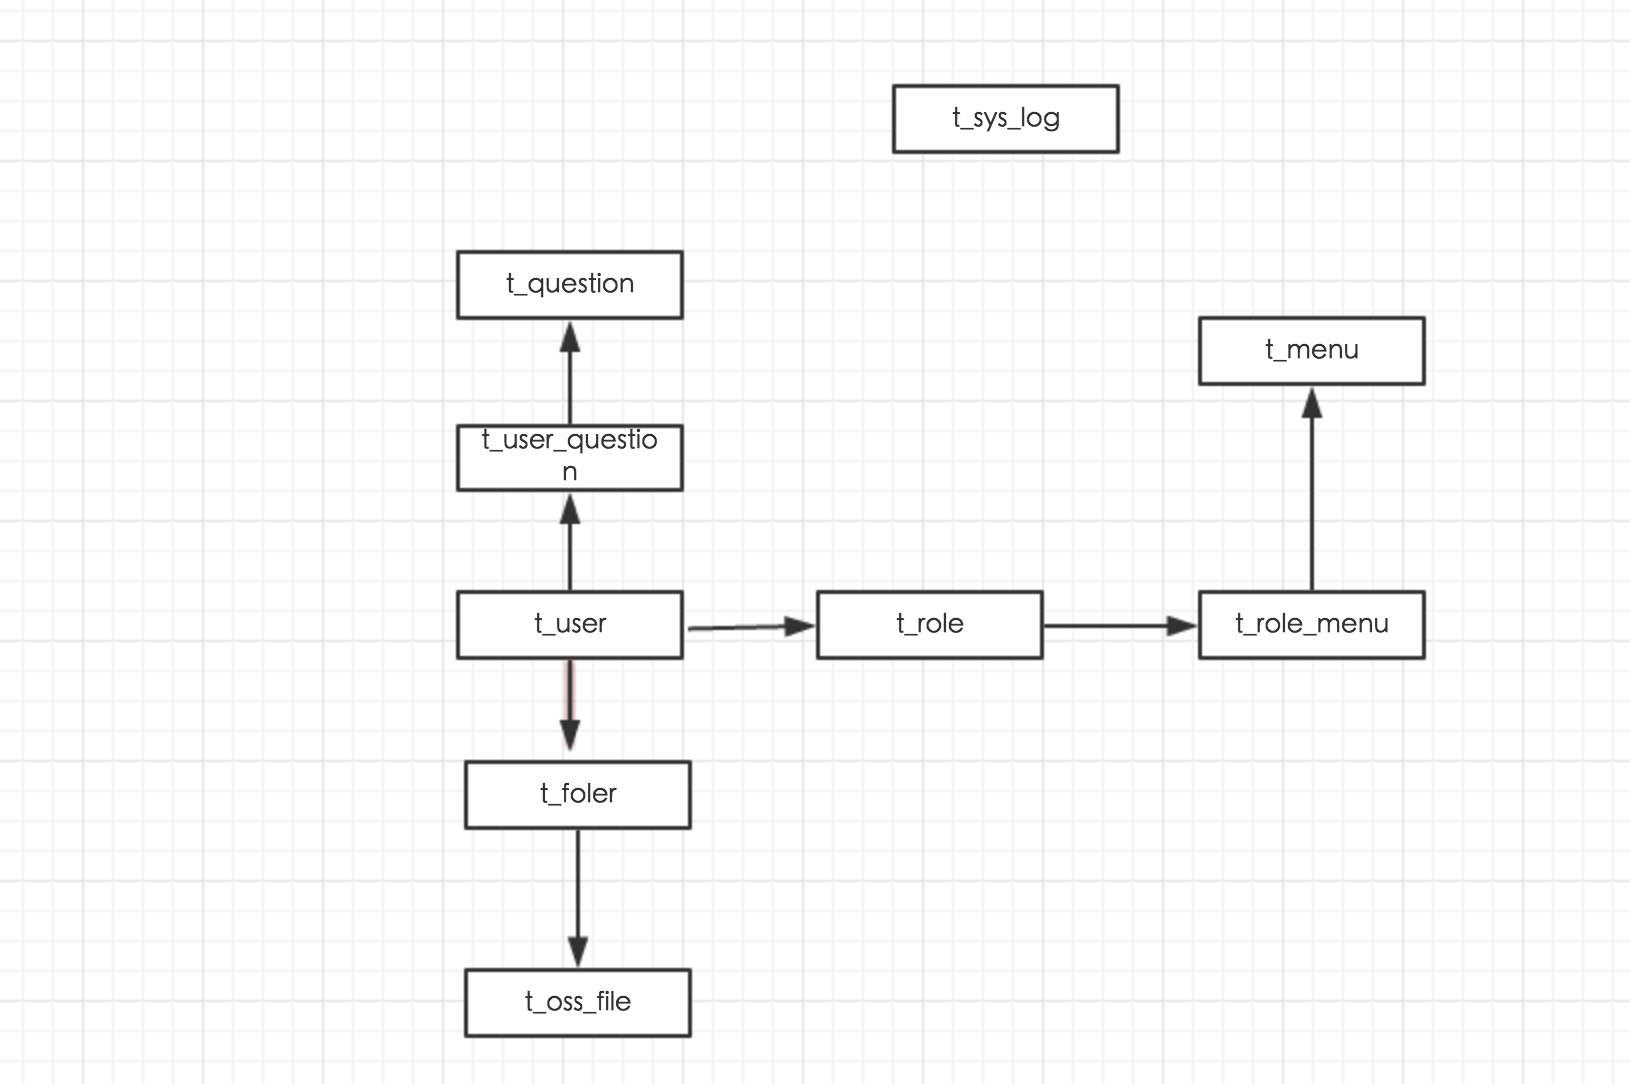 t_sys_log
t_question
t_menu
t_user_questio
n
t_user
t_role
t_role_menu
t_foler
t_oss_file